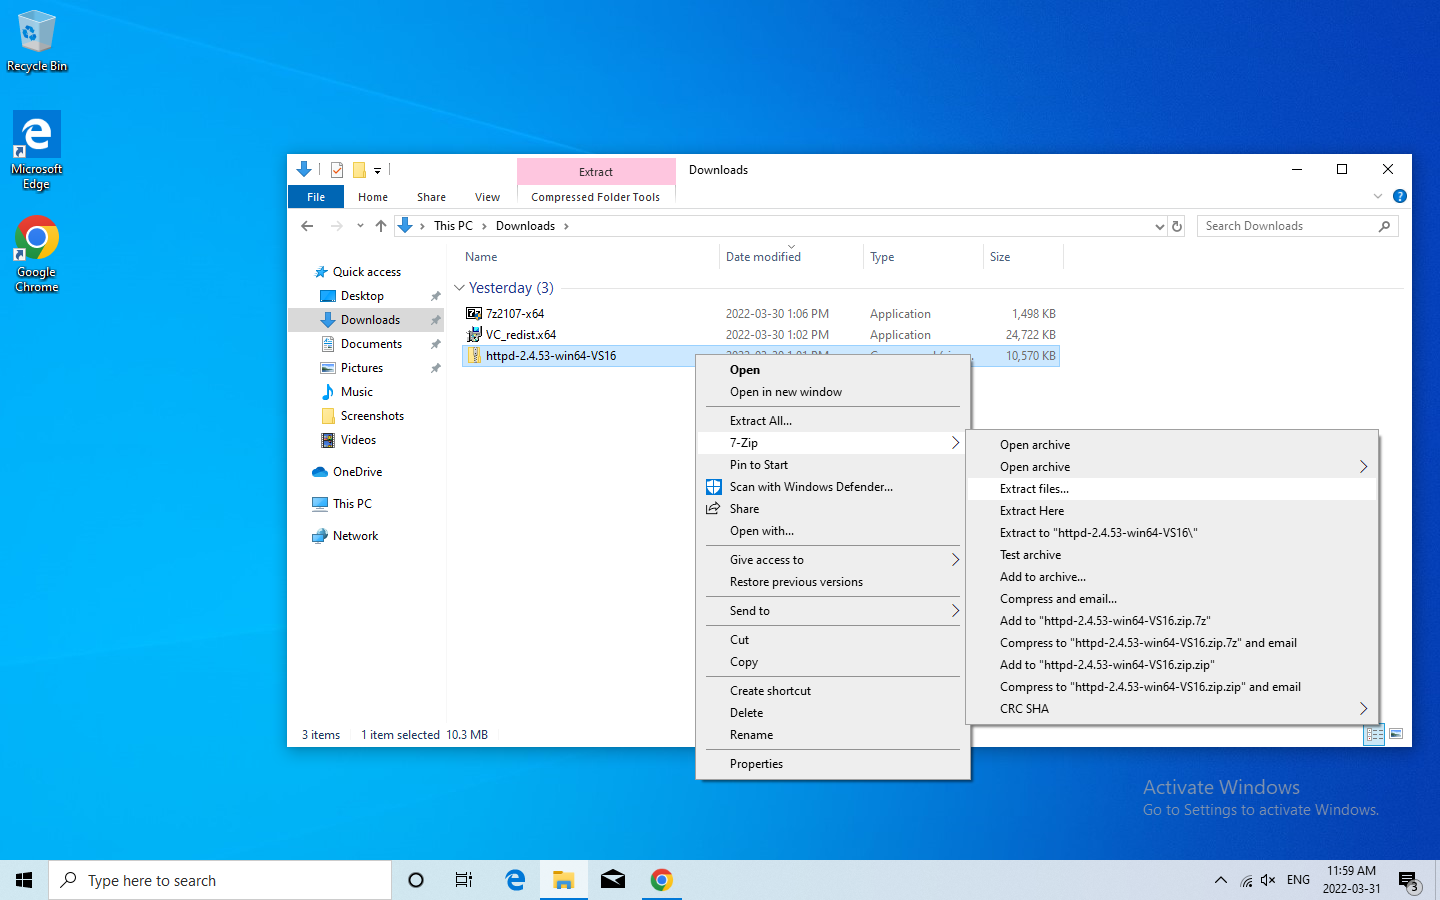 Recycle Bin
Microsoft
Edge
Google
Chrome
Extract
Downloads
File
Home
Share
View
Compressed Folder Tools
This PC
Downloads
Search Downloads
Name
Date modified
Type
Size
Quick access
Desktop
Downloads
Documents
Pictures
Music
Screenshots
Videos
OneDrive
This PC
Network
Yesterday (3)
7z2107-x64
2022-03-30 1:06 PM
Application
1,498 KB
VC_redist.x64
2022-03-30 1:02 PM
Application
24,722 KB
httpd-2.4.53-win64-VS16
10,570 KB
Open
Open in new window
Extract All...
7-Zip
Pin to Start
Scan with Windows Defender...
Share
Open with...
Give access to
Restore previous versions
Send to
Cut
Copy
Create shortcut
Delete
Rename
Properties
Open archive
Open archive
Extract files...
Extract Here
Extract to "httpd-2.4.53-win64-VS16\"
Test archive
Add to archive...
Compress and email...
Add to "httpd-2.4.53-win64-VS16.zip.7z"
Compress to "httpd-2.4.53-win64-VS16.zip.7z" and email
Add to "httpd-2.4.53-win64-VS16.zip.zip"
Compress to "httpd-2.4.53-win64-VS16.zip.zip" and email
CRC SHA
3 items
1 item selected
10.3 MB
Activate Windows
Go to Settings to activate Windows.
Type here to search
ENG
11:59 AM
2022-03-31
3